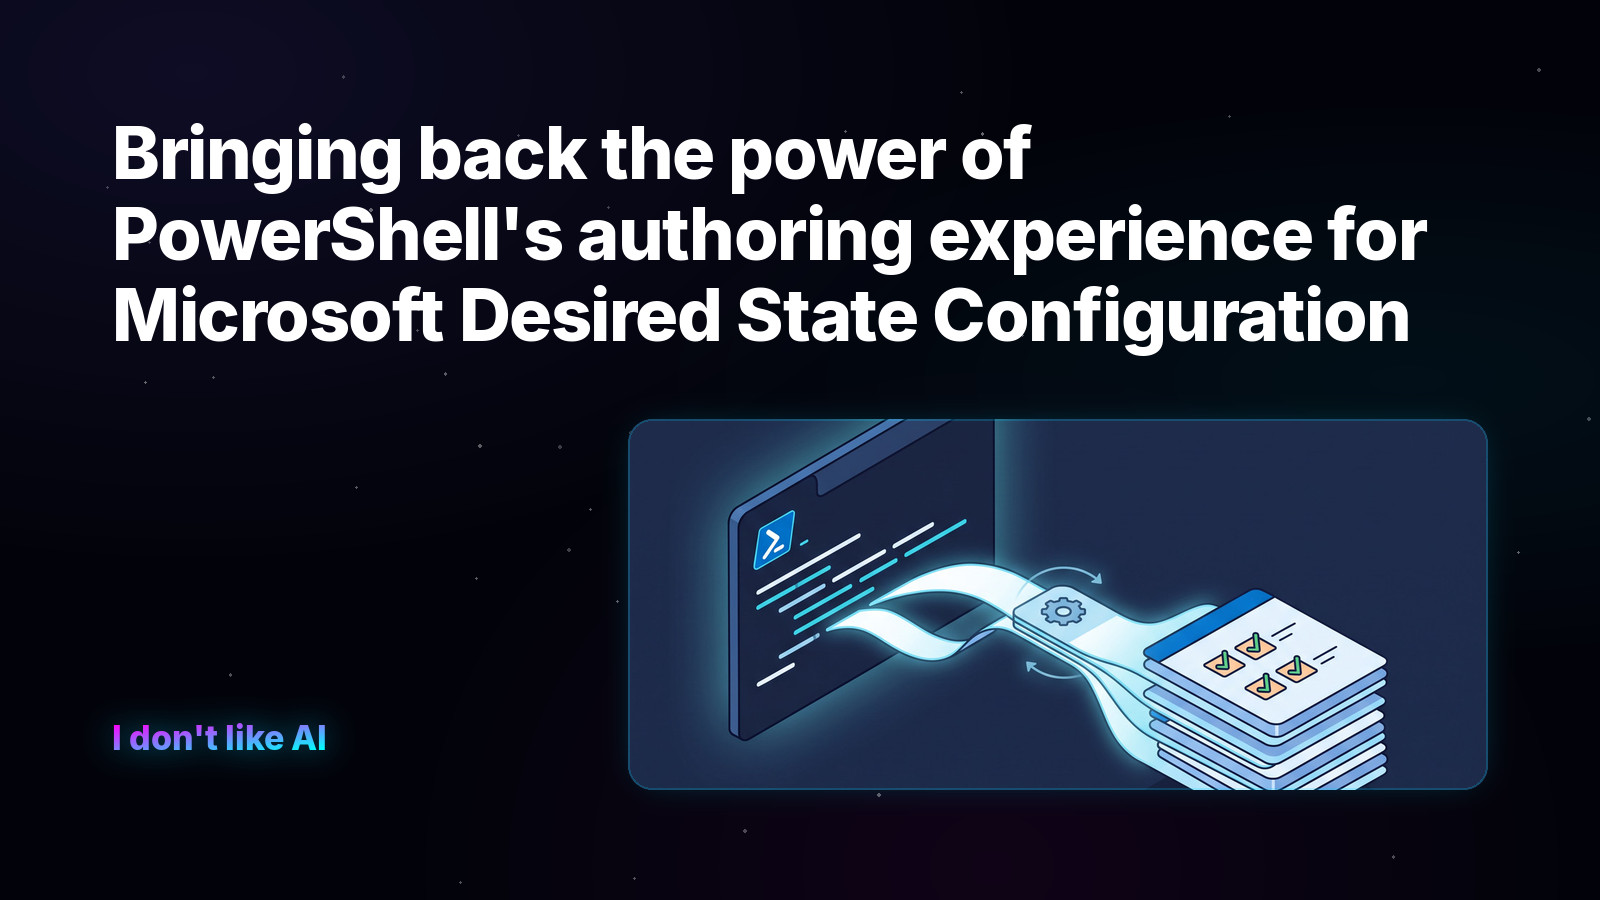 Bringing back the power of
PowerShell's authoring experience for
Microsoft Desired State Configuration
I don't like AI